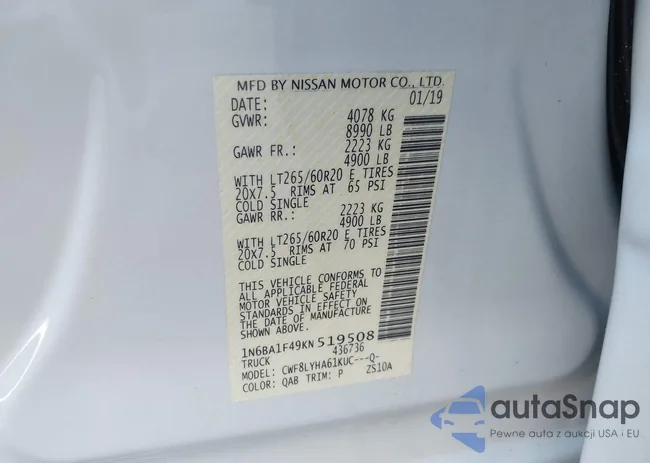 MFD BY NISSAN MOTOR CO., LTD.
DATE: 01/19
GVWR: 4078 KG
8990 LB
GAWR FR.: 2223 KG
4900 LB
WITH LT265/60R20 E TIRES
20X7.5 RIMS AT 65 PSI
COLD SINGLE
GAWR RR.: 2223 KG
4900 LB
WITH LT265/60R20 E TIRES
20X7.5 RIMS AT 70 PSI
COLD SINGLE
THIS VEHICLE CONFORMS TO
ALL APPLICABLE FEDERAL
MOTOR VEHICLE SAFETY
STANDARDS IN EFFECT ON
THE DATE OF MANUFACTURE
SHOWN ABOVE.
1N6BA1F49KN519508
TRUCK 436736
MODEL: CWF8LYHA61KUC---Q-
COLOR: QAB TRIM: P ZS10A
autaSnap
Pewne auta z aukcji USA i EU